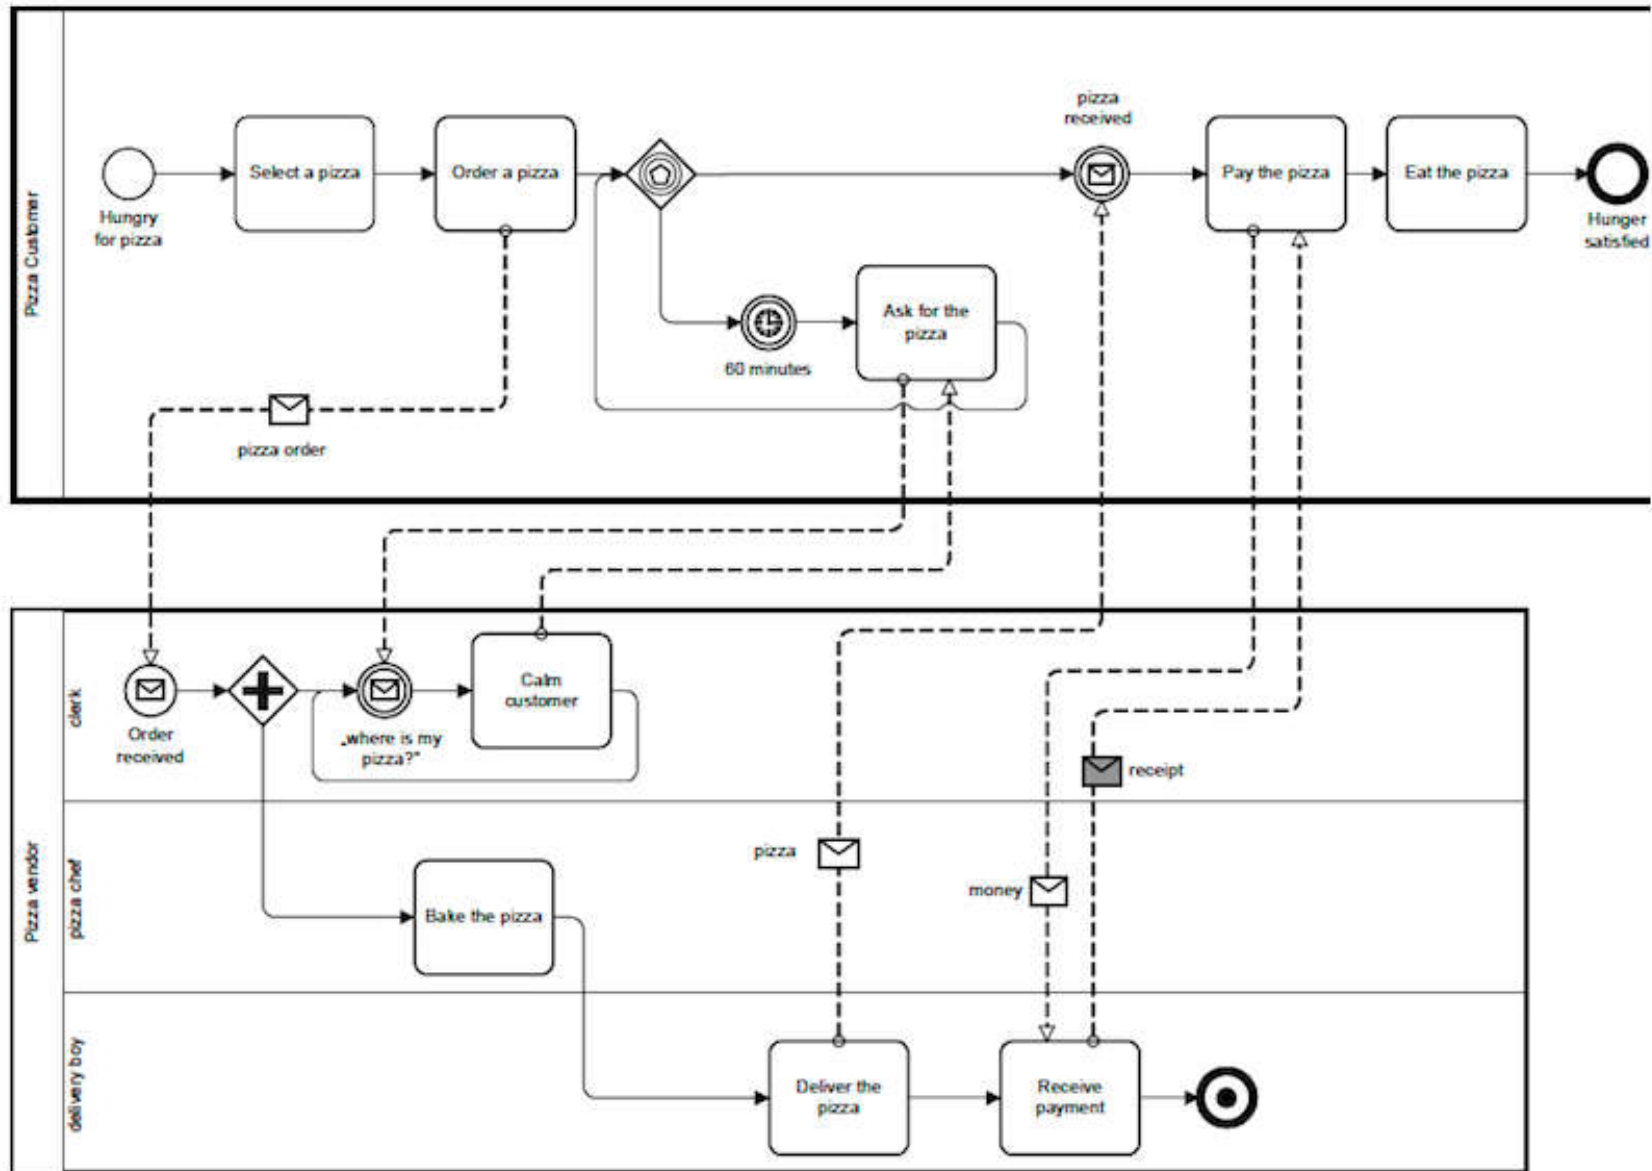 Pizza Customer
Hungry
for pizza
Select a pizza
Order a pizza
pizza
received
Pay the pizza
Eat the pizza
Hunger
satisfied
60 minutes
Ask for the
pizza
pizza order
Pizza vendor
clerk
Order
received
„where is my
pizza?"
Calm
customer
receipt
pizza chef
Bake the pizza
pizza
money
delivery boy
Deliver the
pizza
Receive
payment